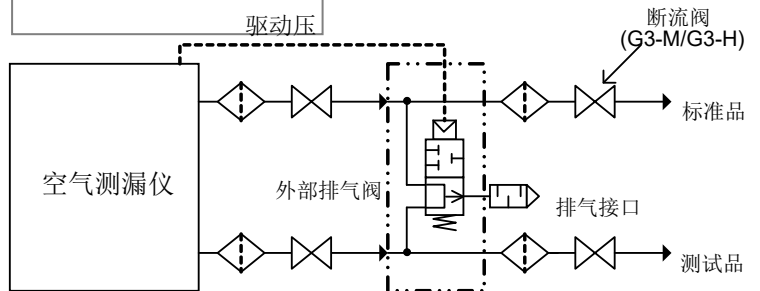 驱动压
断流阀
(G3-M/G3-H)
标准品
空气测漏仪
外部排气阀
排气接口
测试品